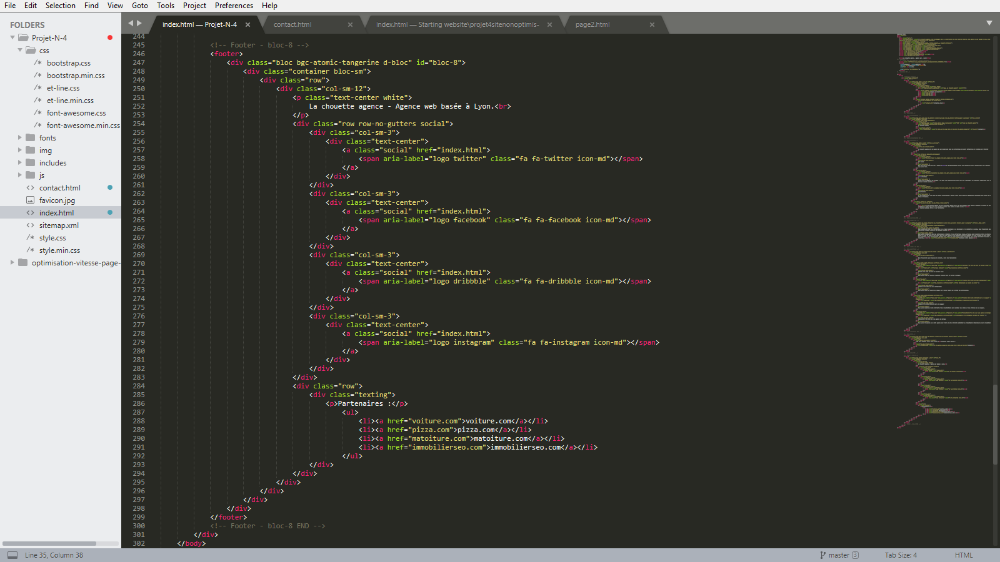 File Edit Selection Find View Goto Tools Project Preferences Help
FOLDERS
Projet-N-4
css
/* bootstrap.css
/* bootstrap.min.css
/* et-line.css
/* et-line.min.css
/* font-awesome.css
/* font-awesome.min.css
fonts
img
includes
js
<> contact.html
favicon.jpg
<> index.html
<> sitemap.xml
/* style.css
/* style.min.css
optimisation-vitesse-page-
index.html — Projet-N-4 × contact.html × index.html — Starting website\projet4sitenonoptimis- × page2.html ×
244
245 <!-- Footer - bloc-8 -->
246 <footer>
247 <div class="bloc bgc-atomic-tangerine d-bloc" id="bloc-8">
248 <div class="container bloc-sm">
249 <div class="row">
250 <div class="col-sm-12">
251 <p class="text-center white">
252 La chouette agence - Agence web basée à Lyon.<br>
253 </p>
254 <div class="row row-no-gutters social">
255 <div class="col-sm-3">
256 <div class="text-center">
257 <a class="social" href="index.html">
258 <span aria-label="logo twitter" class="fa fa-twitter icon-md"></span>
259 </a>
260 </div>
261 </div>
262 <div class="col-sm-3">
263 <div class="text-center">
264 <a class="social" href="index.html">
265 <span aria-label="logo facebook" class="fa fa-facebook icon-md"></span>
266 </a>
267 </div>
268 </div>
269 <div class="col-sm-3">
270 <div class="text-center">
271 <a class="social" href="index.html">
272 <span aria-label="logo dribbble" class="fa fa-dribbble icon-md"></span>
273 </a>
274 </div>
275 </div>
276 <div class="col-sm-3">
277 <div class="text-center">
278 <a class="social" href="index.html">
279 <span aria-label="logo instagram" class="fa fa-instagram icon-md"></span>
280 </a>
281 </div>
282 </div>
283 </div>
284 <div class="row">
285 <div class="texting">
286 <p>Partenaires :</p>
287 <ul>
288 <li><a href="voiture.com">voiture.com</a></li>
289 <li><a href="pizza.com">pizza.com</a></li>
290 <li><a href="matoiture.com">matoiture.com</a></li>
291 <li><a href="immobilierseo.com">immobilierseo.com</a></li>
292 </ul>
293 </div>
294 </div>
295 </div>
296 </div>
297 </div>
298 </div>
299 </footer>
300 <!-- Footer - bloc-8 END -->
301 </div>
302 </body>
Line 35, Column 38 master 3 Tab Size: 4 HTML